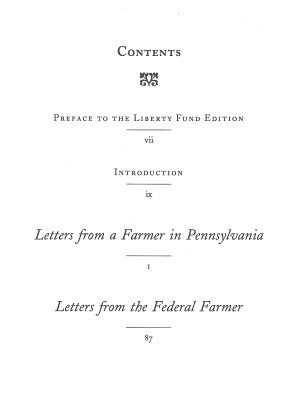 Contents
Preface to the Liberty Fund Edition
vii
Introduction
ix
Letters from a Farmer in Pennsylvania
1
Letters from the Federal Farmer
87